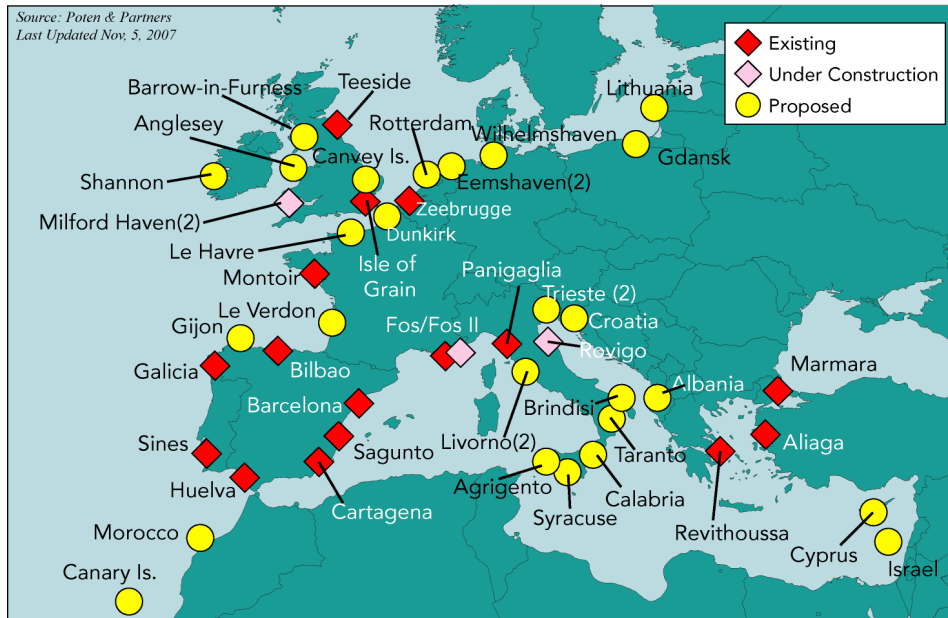 Source: Poten & Partners
Last Updated Nov, 5, 2007
Existing
Under Construction
Proposed
Barrow-in-Furness
Teeside
Lithuania
Anglesey
Rotterdam
Wilhelmshaven
Canvey Is.
Gdansk
Shannon
Eemshaven(2)
Milford Haven(2)
Zeebrugge
Dunkirk
Le Havre
Isle of
Grain
Montoir
Panigaglia
Trieste (2)
Le Verdon
Croatia
Gijon
Fos/Fos II
Rovigo
Galicia
Bilbao
Marmara
Albania
Barcelona
Brindisi
Sines
Sagunto
Livorno(2)
Taranto
Aliaga
Huelva
Agrigento
Calabria
Cartagena
Syracuse
Revithoussa
Morocco
Cyprus
Israel
Canary Is.